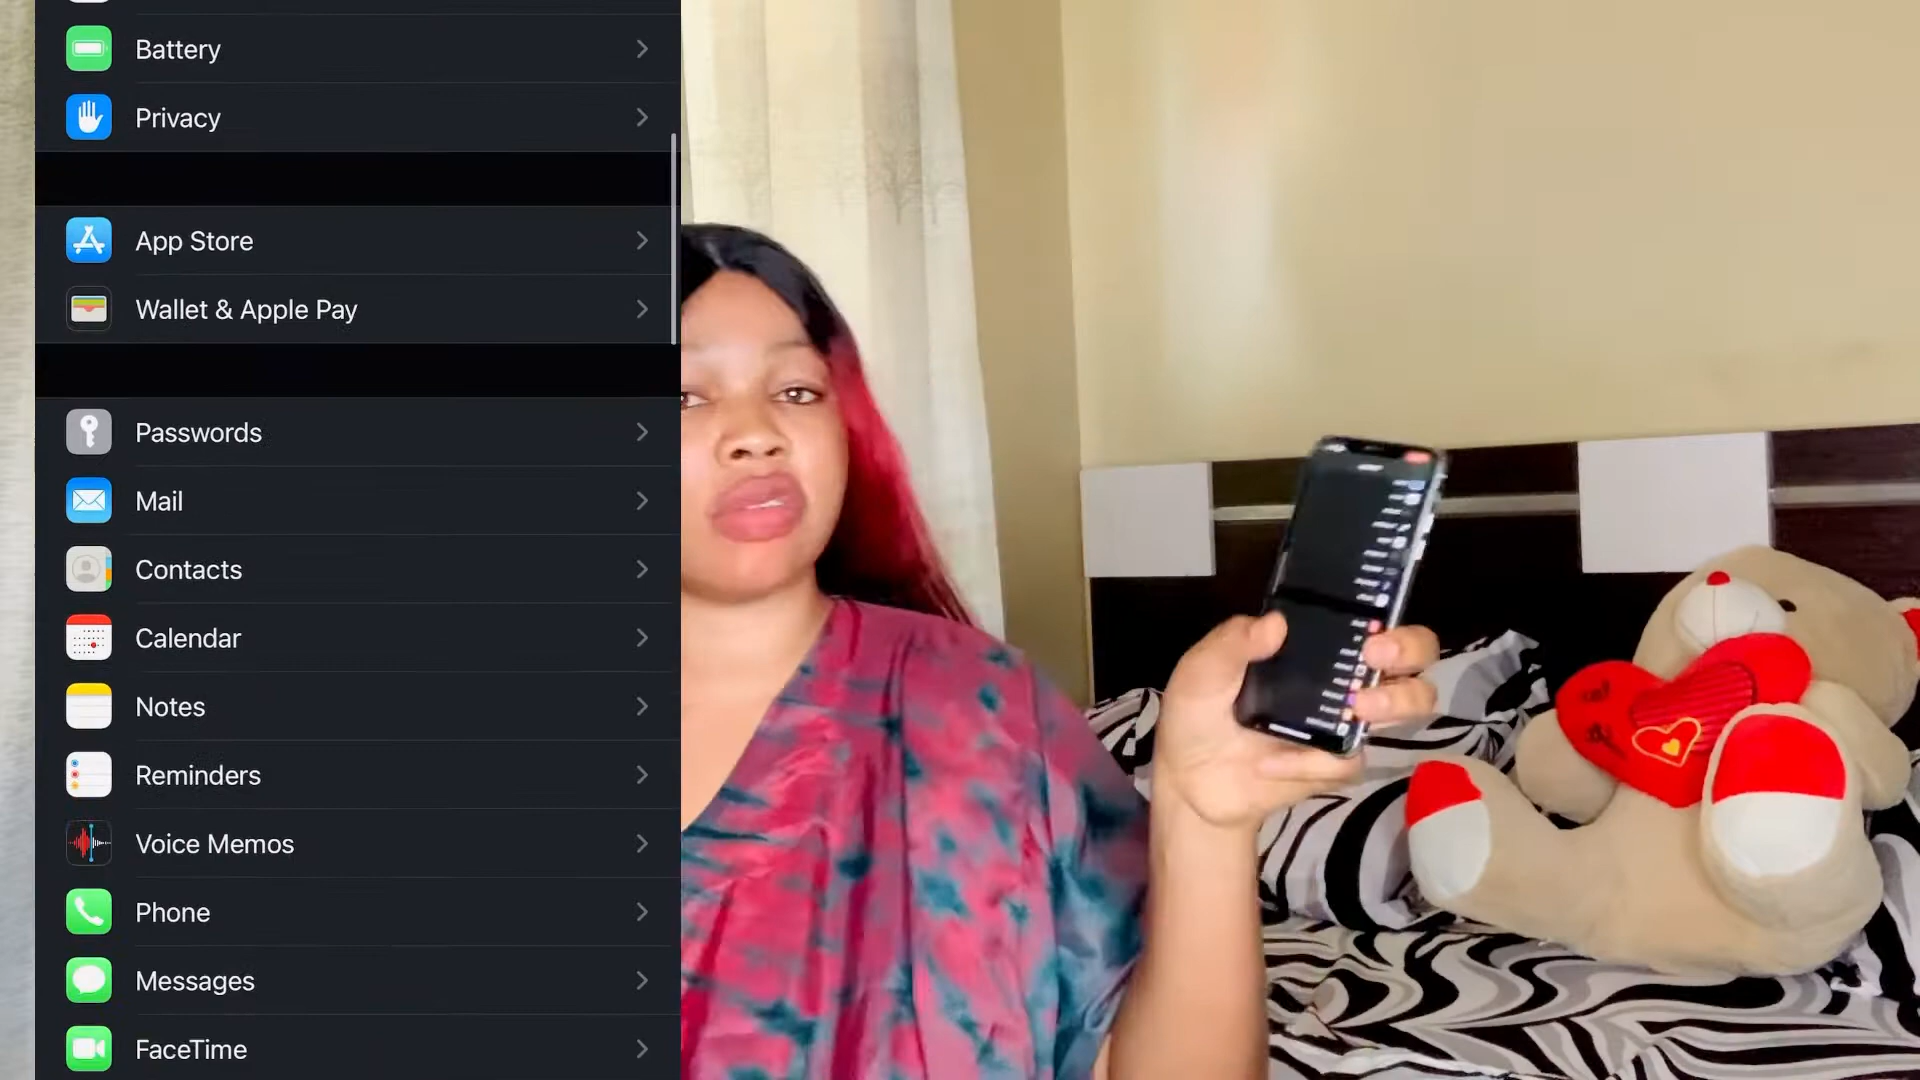 Battery
Privacy
App Store
Wallet & Apple Pay
Passwords
Mail
Contacts
Calendar
Notes
Reminders
Voice Memos
Phone
Messages
FaceTime